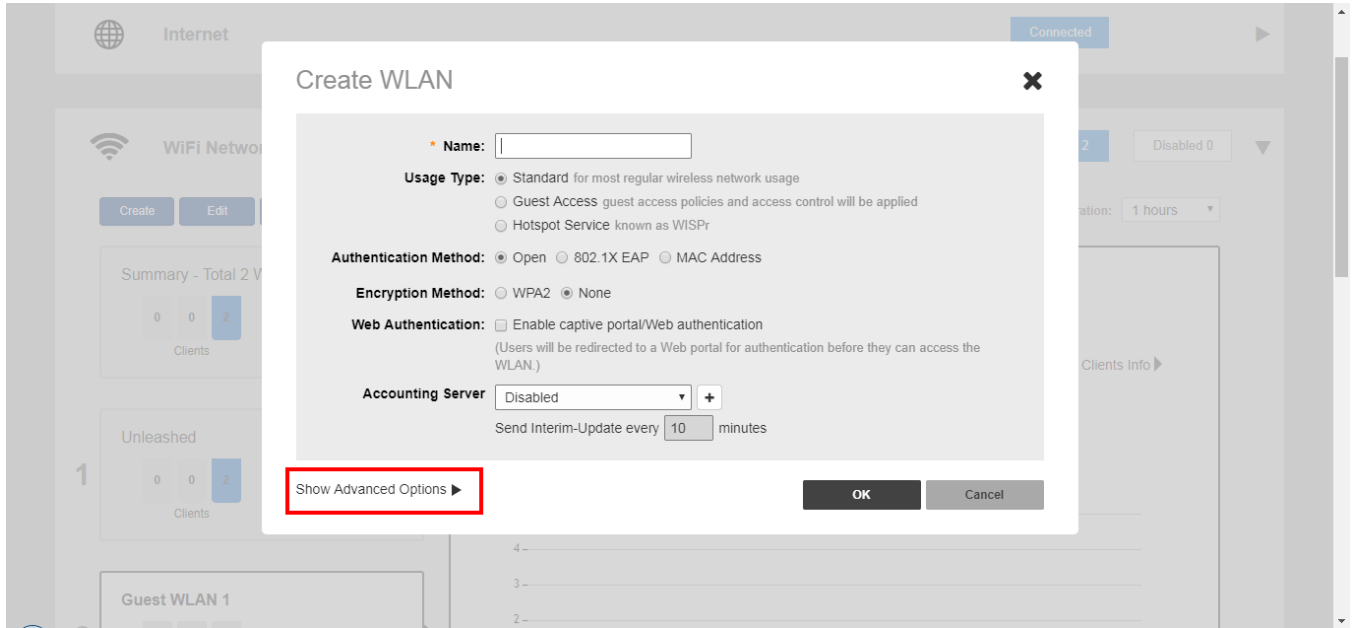 Internet
Connected
Create WLAN
WiFi Netwo
2
Disabled 0
* Name:
Usage Type: Standard for most regular wireless network usage
Guest Access guest access policies and access control will be applied
Hotspot Service known as WISPr
Create
Edit
ation: 1 hours
Authentication Method: Open 802.1X EAP MAC Address
Summary - Total 2 W
Encryption Method: WPA2 None
0 0 2
Web Authentication: Enable captive portal/Web authentication
Clients
(Users will be redirected to a Web portal for authentication before they can access the
WLAN.)
Clients Info
Accounting Server Disabled +
Send Interim-Update every 10 minutes
Unleashed
1
0 0 2
Clients
Show Advanced Options
OK
Cancel
4
3
Guest WLAN 1
2